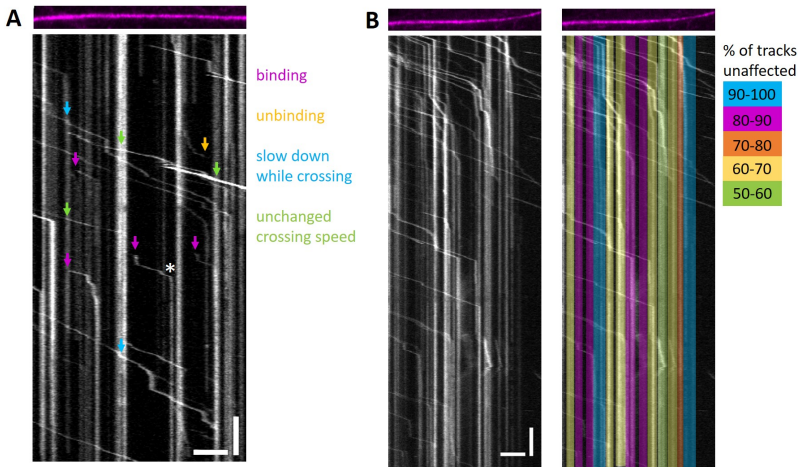 A
binding
unbinding
slow down
while crossing
unchanged
crossing speed
*
B
% of tracks
unaffected
90-100
80-90
70-80
60-70
50-60